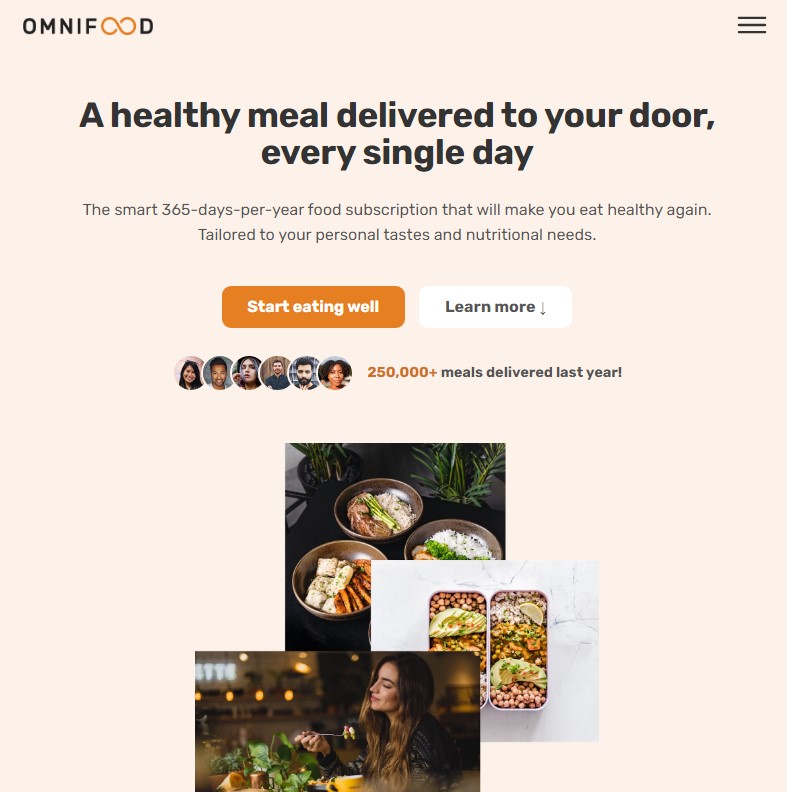 OMNIFOOD
A healthy meal delivered to your door,
every single day
The smart 365-days-per-year food subscription that will make you eat healthy again.
Tailored to your personal tastes and nutritional needs.
Start eating well
Learn more ↓
250,000+ meals delivered last year!